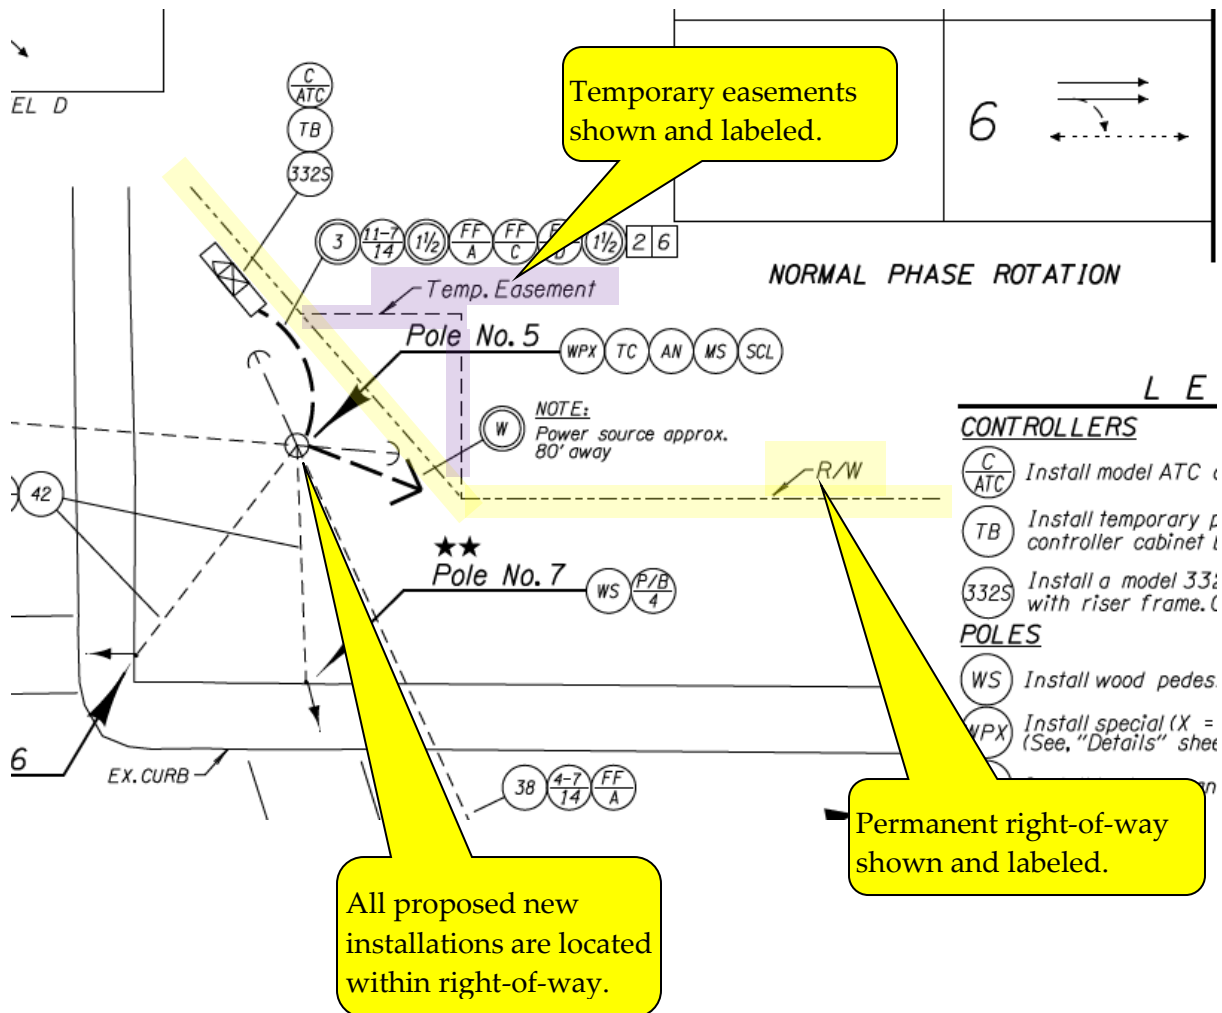 EL D
C
ATC
TB
332S
Temporary easements
shown and labeled.
6
3
11-7
14
1½
FF
A
FF
C
D
1½
2 6
NORMAL PHASE ROTATION
Temp. Easement
Pole No. 5
WPX
TC
AN
MS
SCL
W
NOTE:
Power source approx.
80' away
42
R/W
L E
CONTROLLERS
C
ATC
Install model ATC
TB
Install temporary
controller cabinet
332S
Install a model
with riser frame.
POLES
WS
Install wood
WPX
Install special (X =
(See, "Details"
★★
Pole No. 7
WS
P/B
4
6
EX. CURB
38
4-7
14
FF
A
Permanent right-of-way
shown and labeled.
All proposed new
installations are located
within right-of-way.